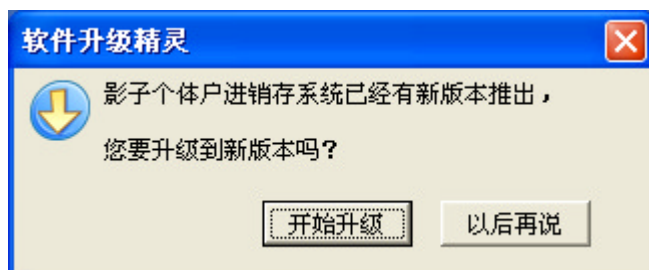 软件升级精灵
影子个体户进销存系统已经有新版本推出，
您要升级到新版本吗？
开始升级
以后再说